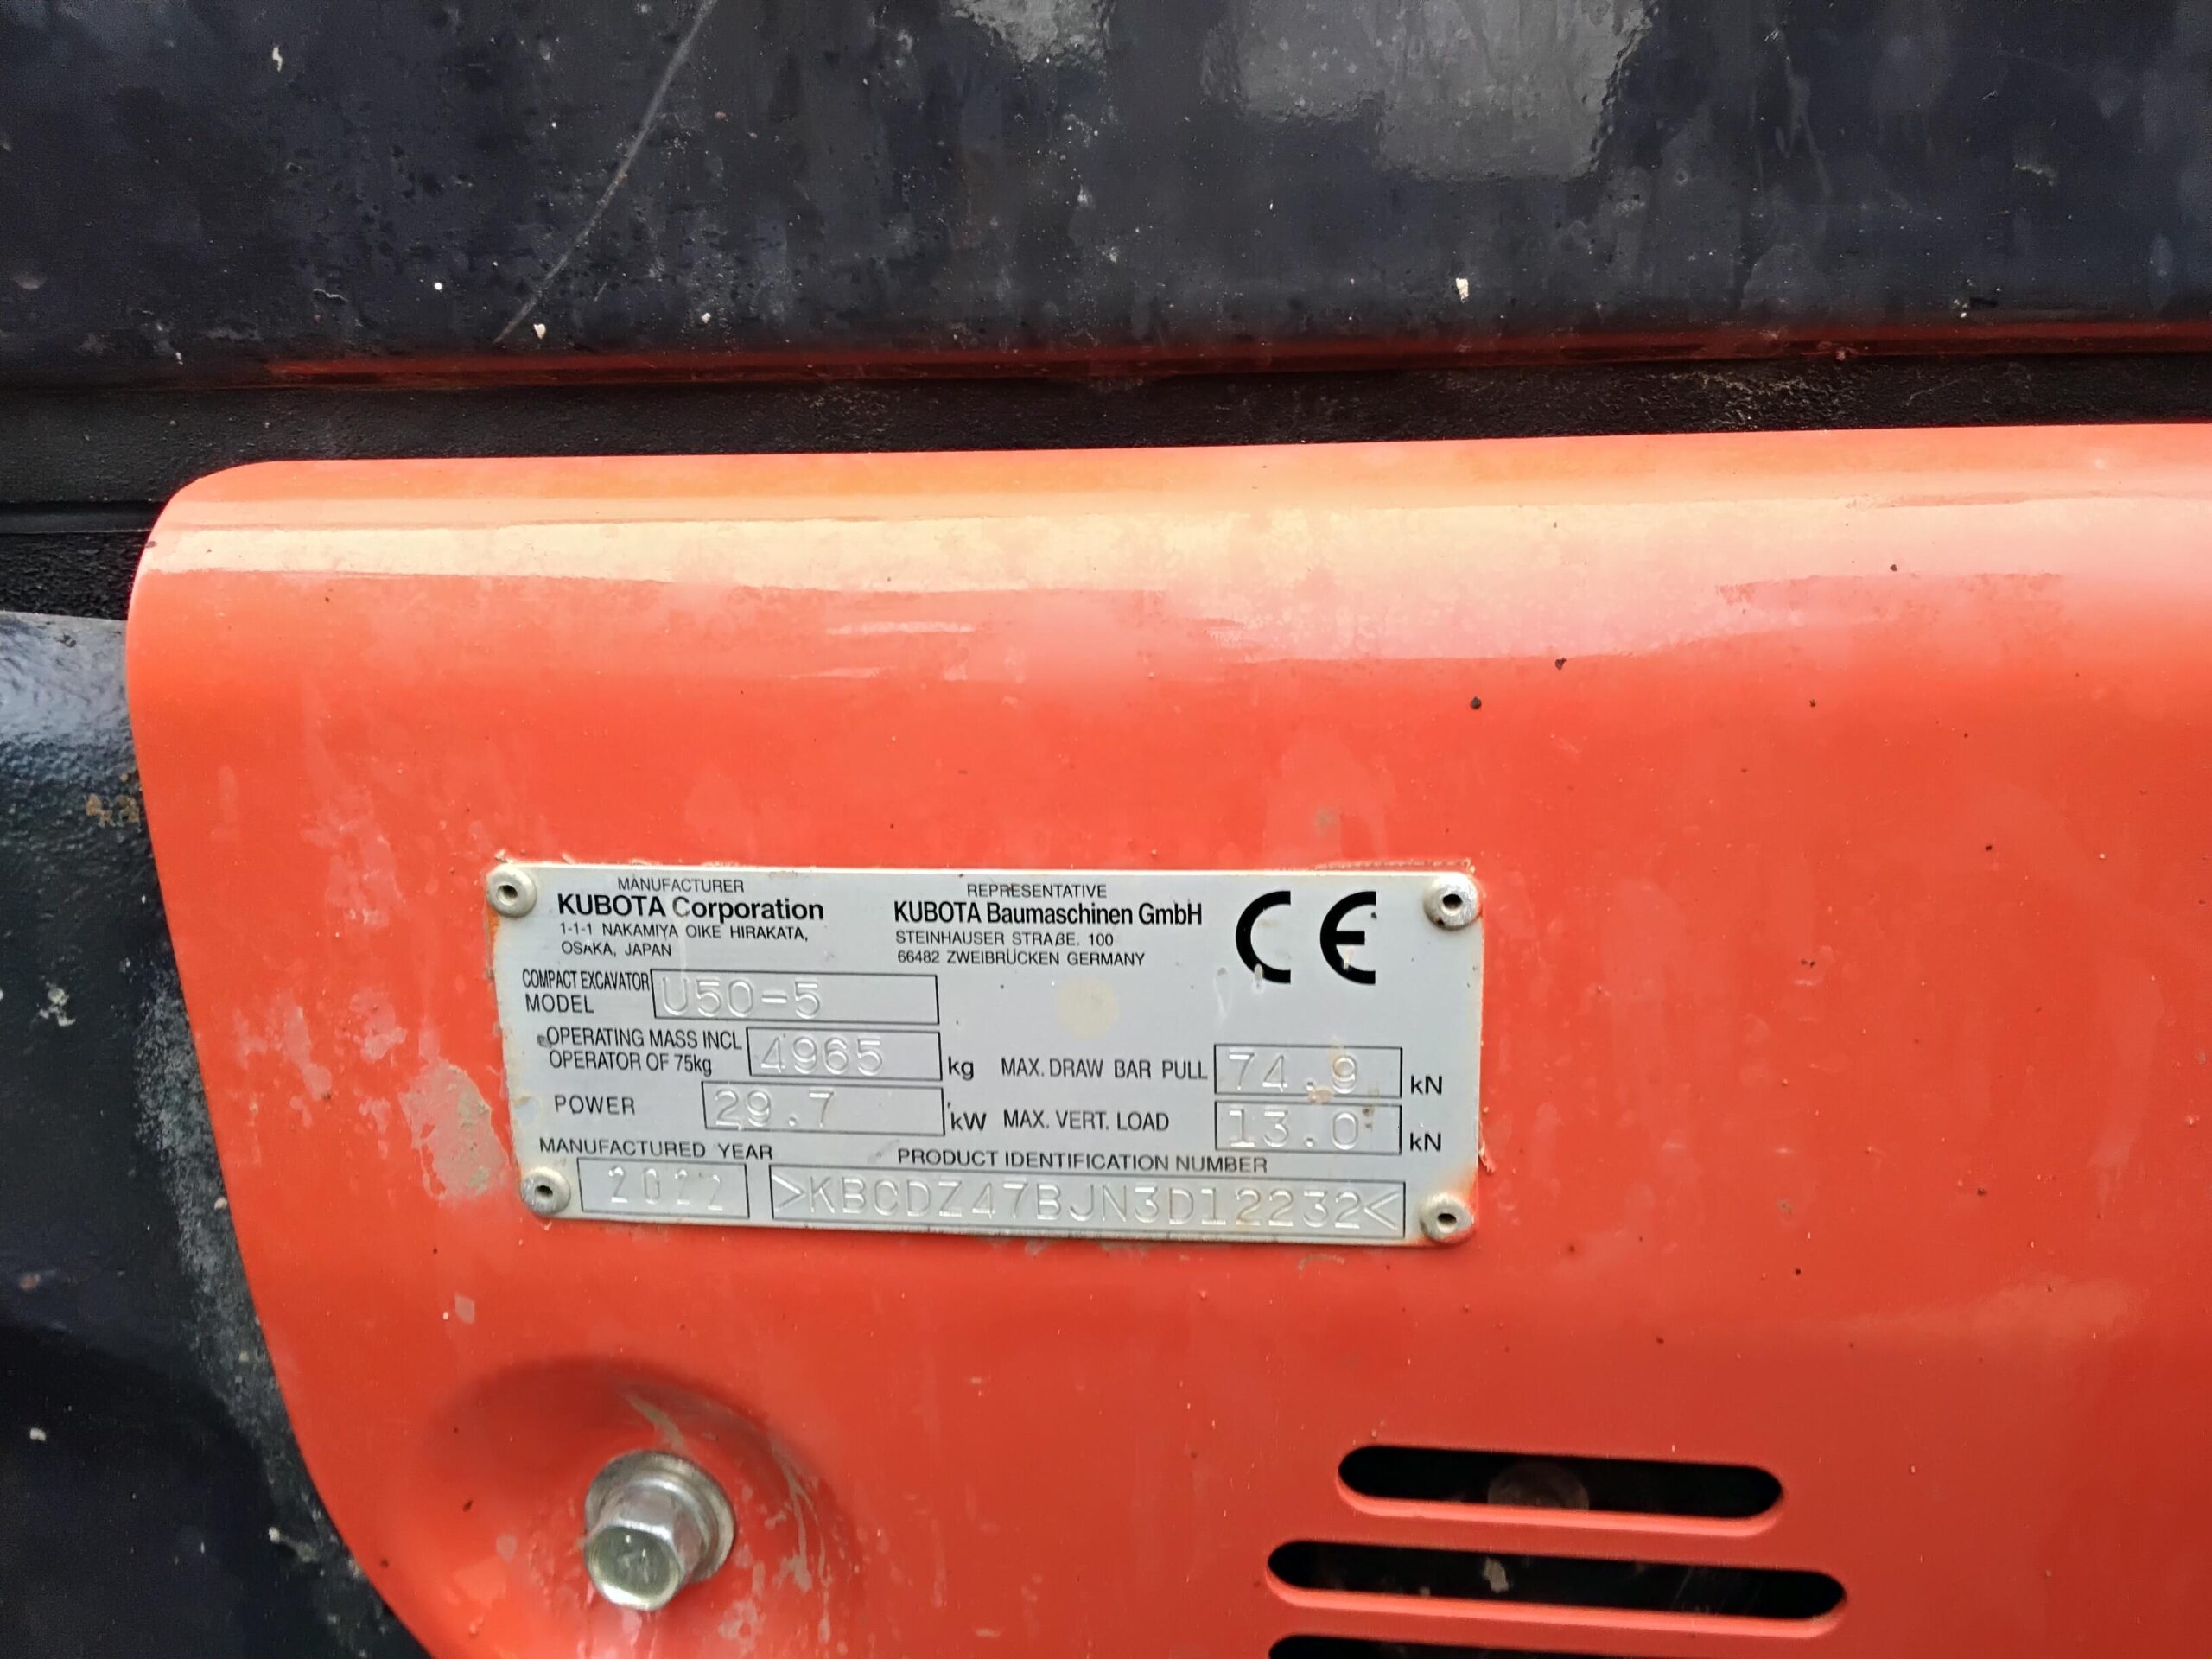 MANUFACTURER
KUBOTA Corporation
1-1-1 NAKAMIYA OIKE HIRAKATA,
OSAKA, JAPAN
REPRESENTATIVE
KUBOTA Baumaschinen GmbH
STEINHAUSER STRAßE. 100
66482 ZWEIBRÜCKEN GERMANY
CE
COMPACT EXCAVATOR
MODEL U50-5
OPERATING MASS INCL
OPERATOR OF 75kg 4965 kg
MAX. DRAW BAR PULL 74.9 kN
POWER 29.7 kW
MAX. VERT. LOAD 13.0 kN
MANUFACTURED YEAR
2022
PRODUCT IDENTIFICATION NUMBER
>KBCDZ47BJN3D12232<